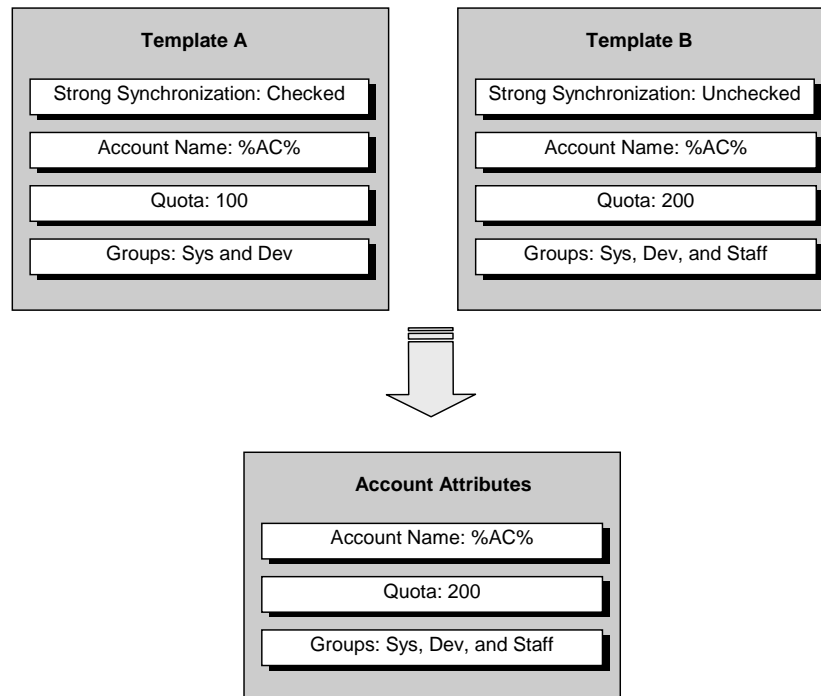 Template A
Strong Synchronization: Checked
Account Name: %AC%
Quota: 100
Groups: Sys and Dev
Template B
Strong Synchronization: Unchecked
Account Name: %AC%
Quota: 200
Groups: Sys, Dev, and Staff
Account Attributes
Account Name: %AC%
Quota: 200
Groups: Sys, Dev, and Staff